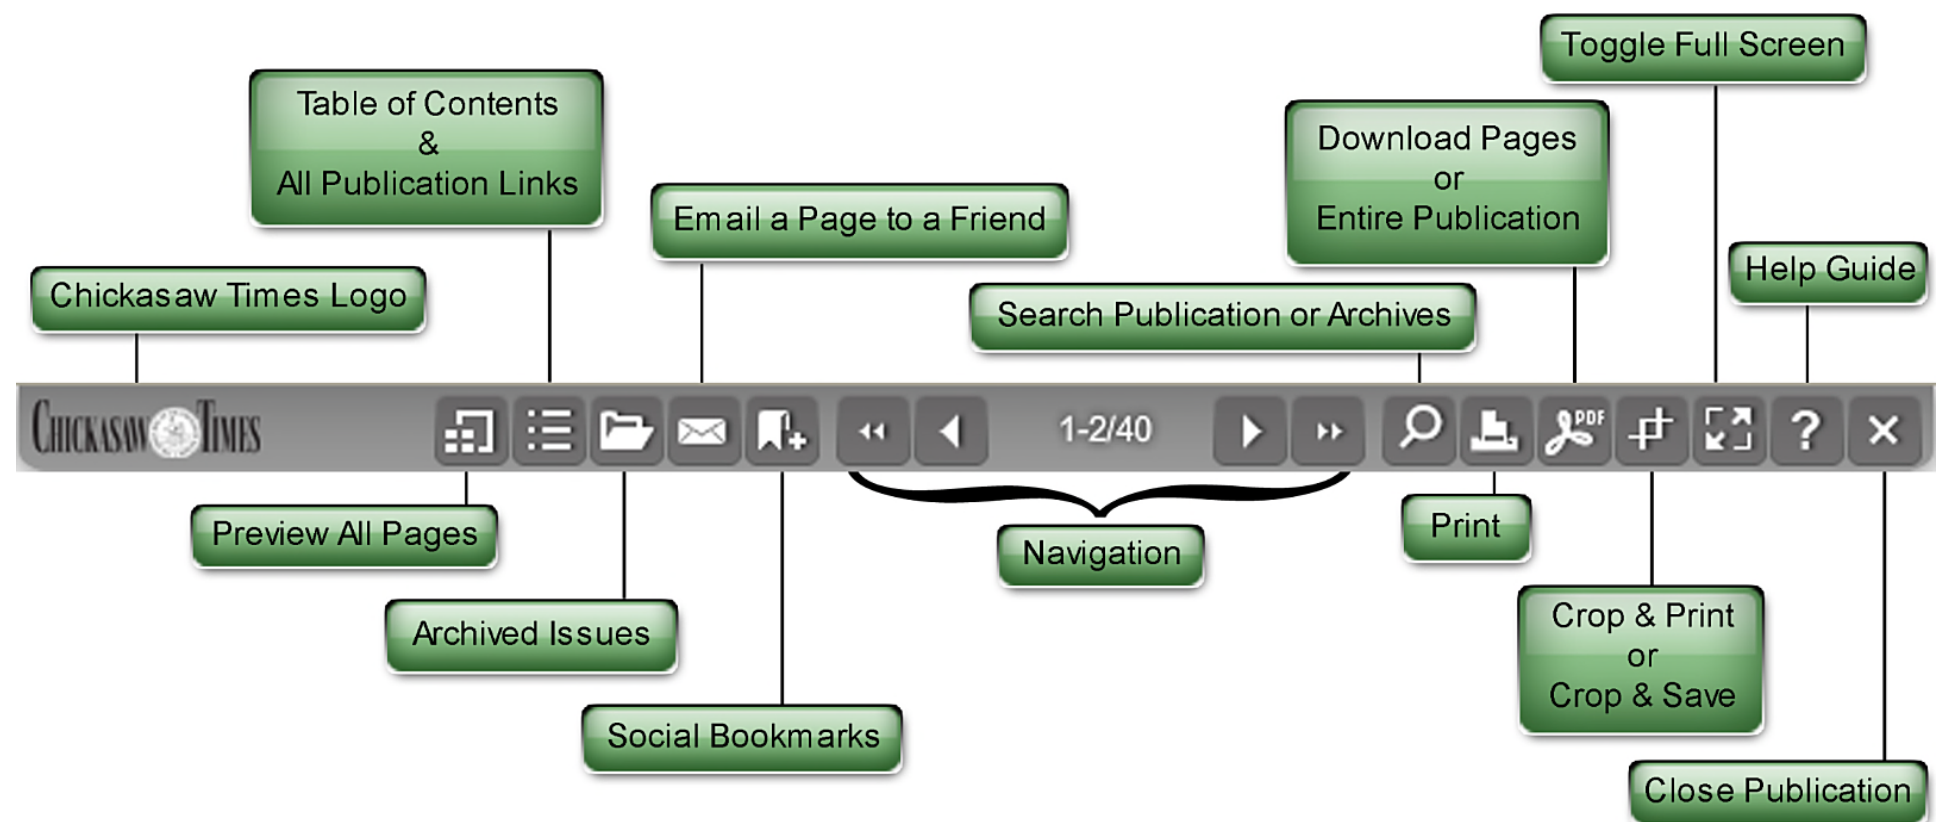 Toggle Full Screen
Table of Contents
&
All Publication Links
Download Pages
or
Entire Publication
Email a Page to a Friend
Help Guide
Chickasaw Times Logo
Search Publication or Archives
CHICKASAW TIMES
1-2/40
PDF
?
Preview All Pages
Print
Navigation
Archived Issues
Crop & Print
or
Crop & Save
Social Bookmarks
Close Publication